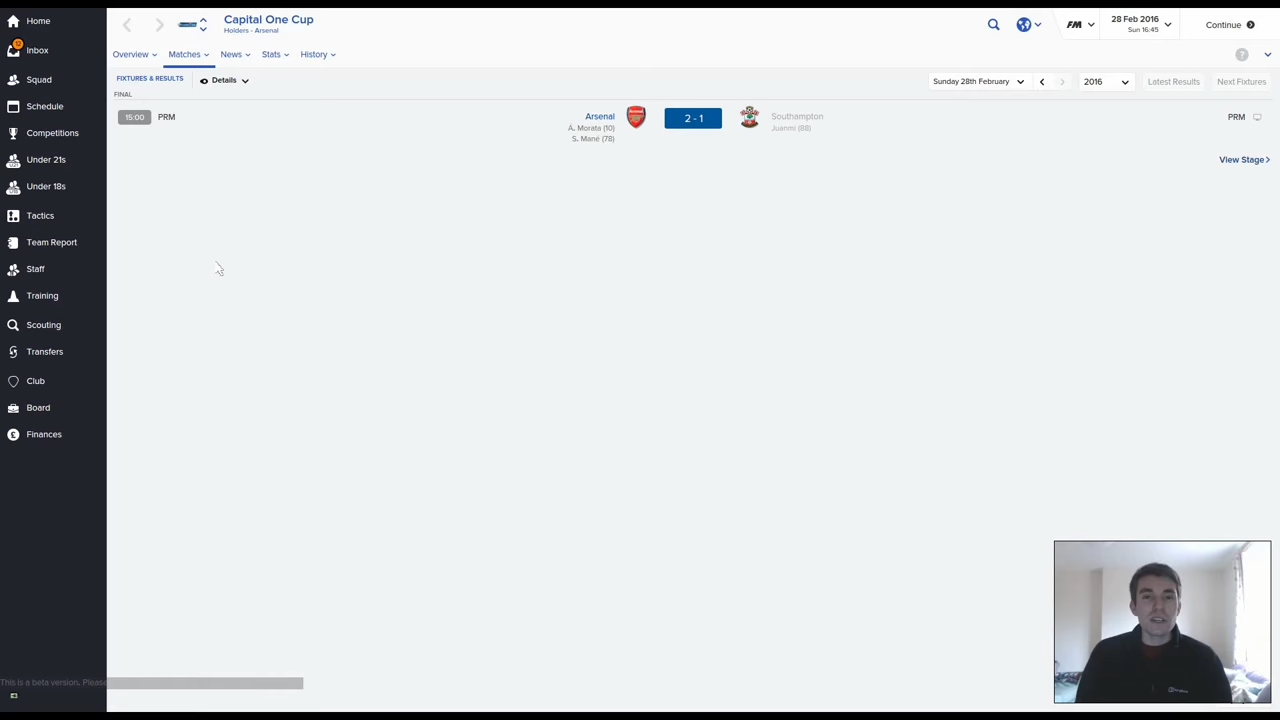 Home
Inbox
Squad
Schedule
Competitions
Under 21s
Under 18s
Tactics
Team Report
Staff
Training
Scouting
Transfers
Club
Board
Finances
This is a beta version. Please
Capital One Cup
Holders - Arsenal
FM
28 Feb 2016
Sun 16:45
Continue
Overview
Matches
News
Stats
History
?
FIXTURES & RESULTS
Details
Sunday 28th February
2016
Latest Results
Next Fixtures
FINAL
15:00 PRM Arsenal 2 - 1 Southampton PRM
Á. Morata (10) Juanmi (88)
S. Mané (78)
View Stage